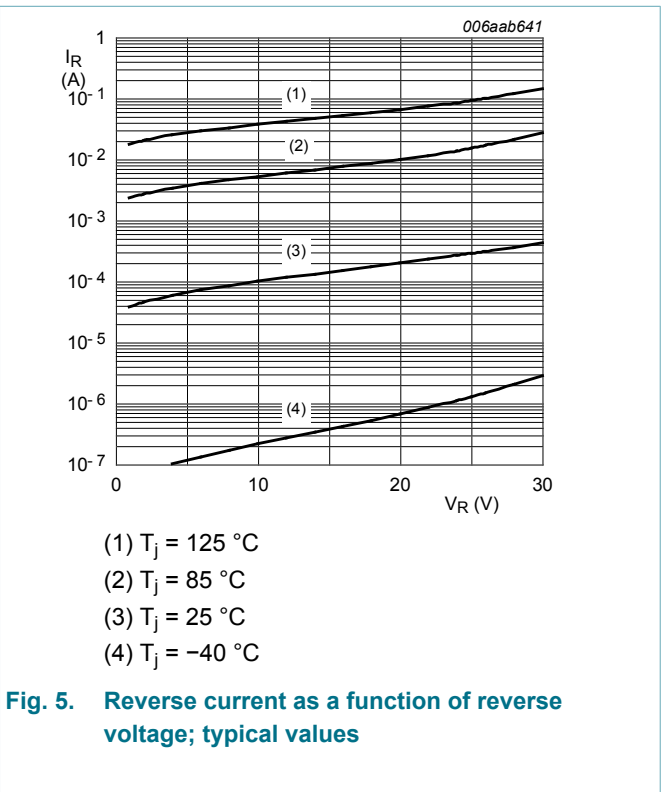 006aab641
1
I_R
(A)
10-1
(1)
(2)
10-2
10-3
(3)
10-4
10-5
10-6
(4)
10-7
0 10 20 30
V_R (V)
(1) T_j = 125 °C
(2) T_j = 85 °C
(3) T_j = 25 °C
(4) T_j = −40 °C
Fig. 5. Reverse current as a function of reverse
voltage; typical values